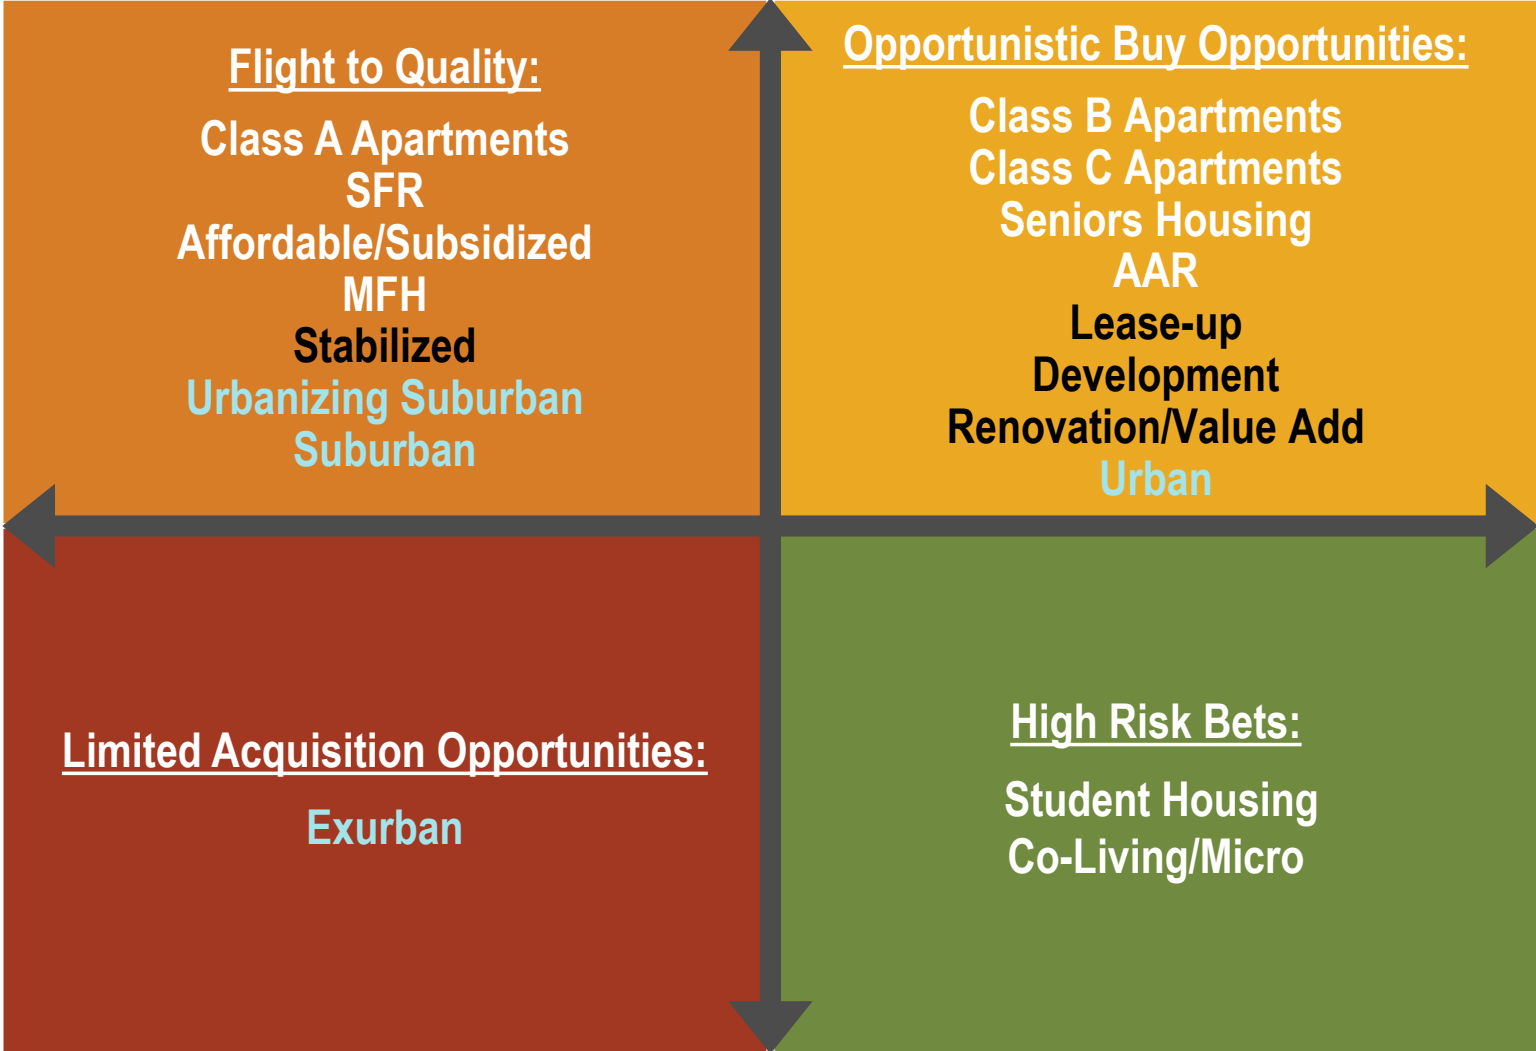 Flight to Quality:
Class A Apartments
SFR
Affordable/Subsidized
MFH
Stabilized
Urbanizing Suburban
Suburban
Opportunistic Buy Opportunities:
Class B Apartments
Class C Apartments
Seniors Housing
AAR
Lease-up
Development
Renovation/Value Add
Urban
Limited Acquisition Opportunities:
Exurban
High Risk Bets:
Student Housing
Co-Living/Micro